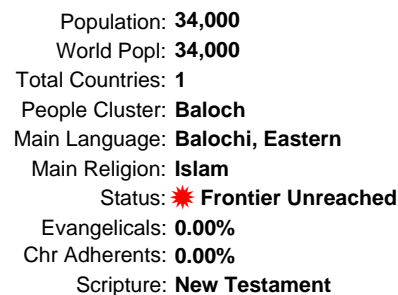 Population: 34,000
World Popl: 34,000
Total Countries: 1
People Cluster: Baloch
Main Language: Balochi, Eastern
Main Religion: Islam
Status: Frontier Unreached
Evangelicals: 0.00%
Chr Adherents: 0.00%
Scripture: New Testament